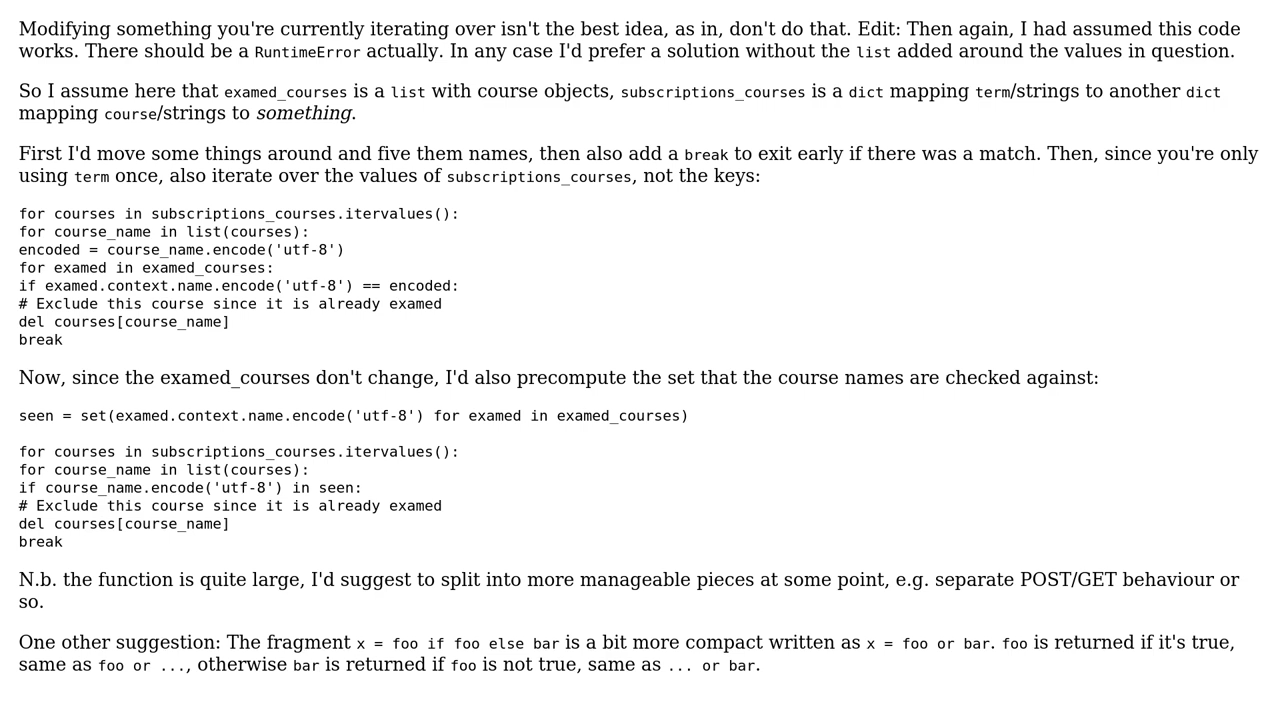 Modifying something you're currently iterating over isn't the best idea, as in, don't do that. Edit: Then again, I had assumed this code
works. There should be a RuntimeError actually. In any case I'd prefer a solution without the list added around the values in question.
So I assume here that examed_courses is a list with course objects, subscriptions_courses is a dict mapping term/strings to another dict
mapping course/strings to something.
First I'd move some things around and five them names, then also add a break to exit early if there was a match. Then, since you're only
using term once, also iterate over the values of subscriptions_courses, not the keys:
for courses in subscriptions_courses.itervalues():
for course_name in list(courses):
encoded = course_name.encode('utf-8')
for examed in examed_courses:
if examed.context.name.encode('utf-8') == encoded:
# Exclude this course since it is already examed
del courses[course_name]
break
Now, since the examed_courses don't change, I'd also precompute the set that the course names are checked against:
seen = set(examed.context.name.encode('utf-8') for examed in examed_courses)
for courses in subscriptions_courses.itervalues():
for course_name in list(courses):
if course_name.encode('utf-8') in seen:
# Exclude this course since it is already examed
del courses[course_name]
break
N.b. the function is quite large, I'd suggest to split into more manageable pieces at some point, e.g. separate POST/GET behaviour or
so.
One other suggestion: The fragment x = foo if foo else bar is a bit more compact written as x = foo or bar. foo is returned if it's true,
same as foo or ..., otherwise bar is returned if foo is not true, same as ... or bar.